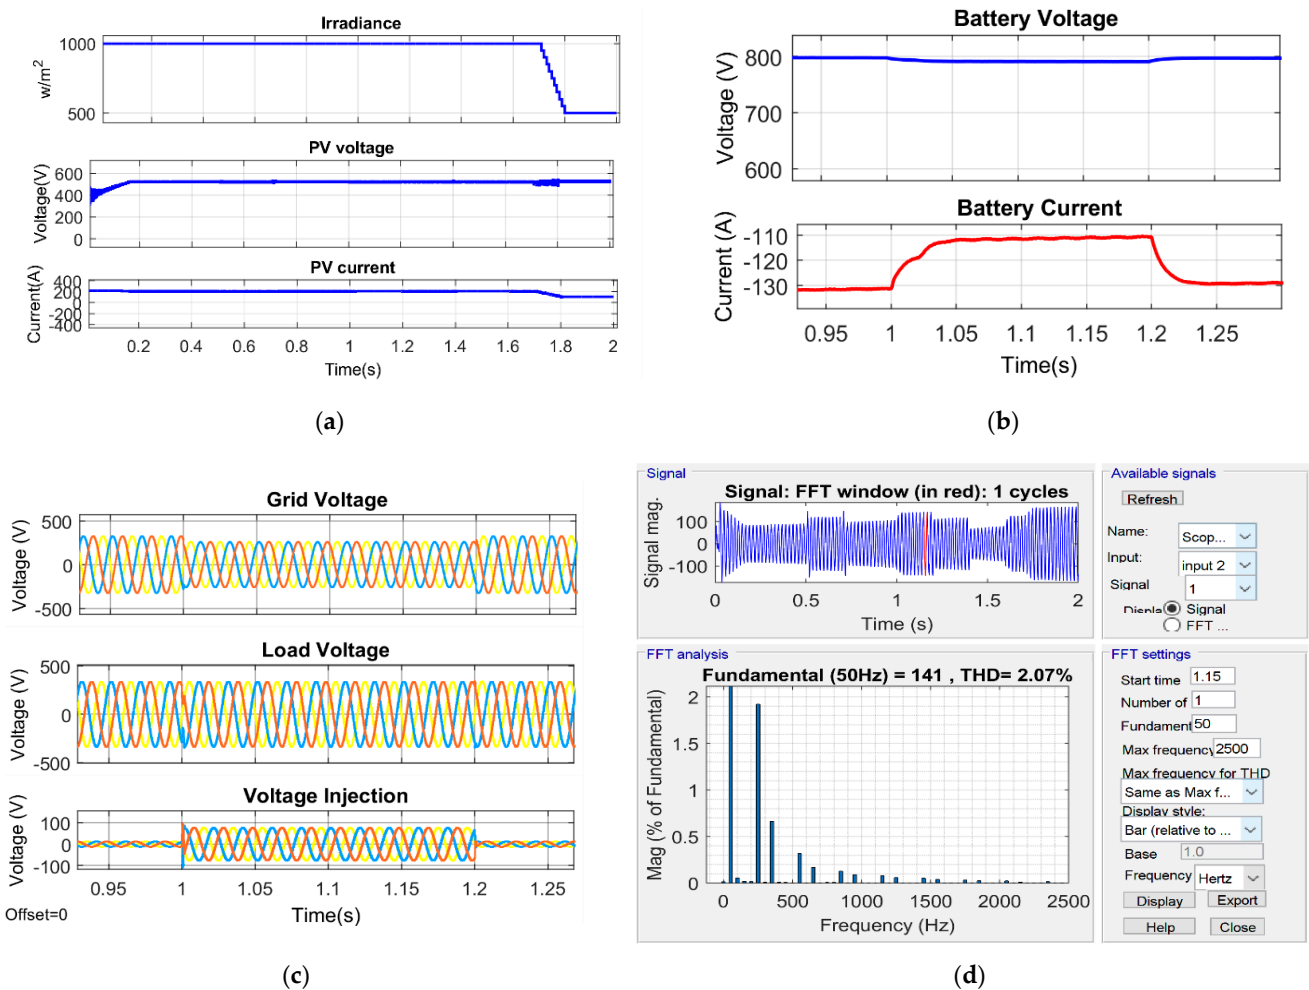 Irradiance
1000
500
w/m²
PV voltage
600
400
200
0
Voltage(V)
PV current
400
200
0
-200
-400
Current(A)
0.2 0.4 0.6 0.8 1 1.2 1.4 1.6 1.8 2
Time(s)
(a)
Battery Voltage
800
700
600
Voltage (V)
Battery Current
-110
-120
-130
Current (A)
0.95 1 1.05 1.1 1.15 1.2 1.25
Time(s)
(b)
Grid Voltage
500
0
-500
Voltage (V)
Load Voltage
500
0
-500
Voltage (V)
Voltage Injection
100
0
-100
Voltage (V)
0.95 1 1.05 1.1 1.15 1.2 1.25
Offset=0
Time(s)
(c)
Signal
Signal: FFT window (in red): 1 cycles
100
0
-100
Signal mag.
0 0.5 1 1.5 2
Time (s)
FFT analysis
Fundamental (50Hz) = 141 , THD= 2.07%
2
1.5
1
0.5
0
Mag (% of Fundamental)
0 500 1000 1500 2000 2500
Frequency (Hz)
Available signals
Refresh
Name: Scop...
Input: input 2
Signal 1
Displa Signal
FFT ...
FFT settings
Start time 1.15
Number of 1
Fundament 50
Max frequency 2500
Max frequency for THD
Same as Max f...
Display style:
Bar (relative to ...
Base 1.0
Frequency Hertz
Display Export
Help Close
(d)